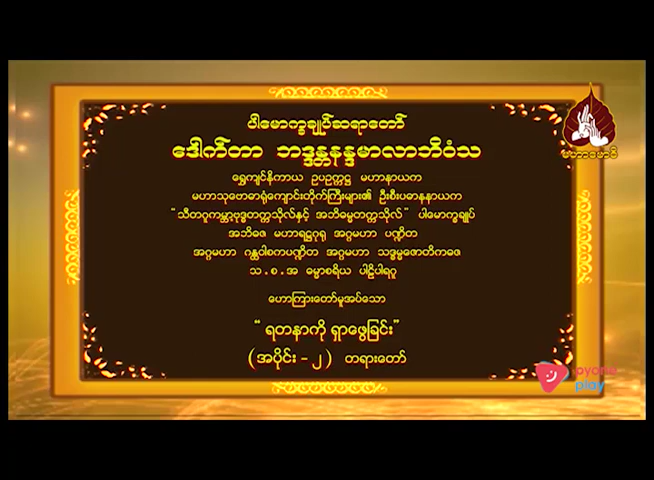 ပါမောက္ခချုပ်ဆရာတော်
ဒေါက်တာ ဘဒ္ဒန္တနန္ဒမာလာဘိဝံသ
ရွှေကျင်နိကာယ ဥပဥက္ကဋ္ဌ မဟာနာယက
မဟာသုဗောဓာရုံကျောင်းတိုက်ကြီးများ၏ ဦးစီးပဓာနနာယက
“သီတဂူကမ္ဘာ့ဗုဒ္ဓတက္ကသိုလ်နှင့် အဘိဓမ္မတက္ကသိုလ်” ပါမောက္ခချုပ်
အဘိဓဇ မဟာရဋ္ဌဂုရု အဂ္ဂမဟာ ပဏ္ဍိတ
အဂ္ဂမဟာ ဂန္ထဝါစကပဏ္ဍိတ အဂ္ဂမဟာ သဒ္ဓမ္မဇောတိကဓဇ
သ . စ . အ ဓမ္မာစရိယ ပါဠိပါရဂူ
ဟောကြားတော်မူအပ်သော
“ ရတနာကို ရှာဖွေခြင်း”
(အပိုင်း - ၂) တရားတော်
မဟာဗောဓိ
pyone
play